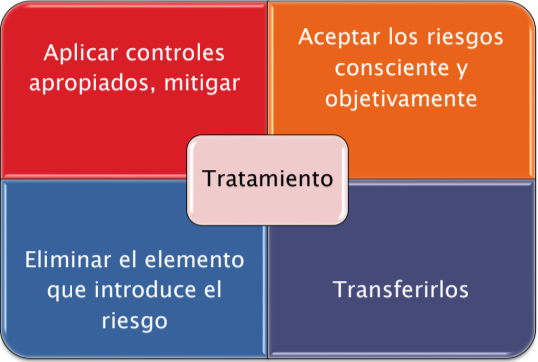 Aplicar controles
apropiados, mitigar
Aceptar los riesgos
consciente y
objetivamente
Tratamiento
Eliminar el elemento
que introduce el
riesgo
Transferirlos